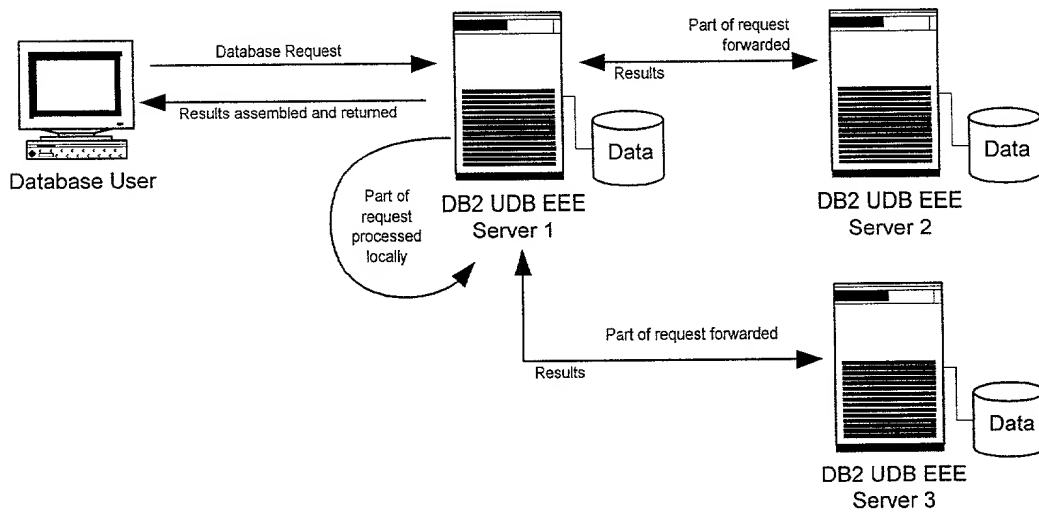 Database Request
Results assembled and returned
Database User
Part of
request
processed
locally
Data
DB2 UDB EEE
Server 1
Part of request
forwarded
Results
Data
DB2 UDB EEE
Server 2
Part of request forwarded
Results
Data
DB2 UDB EEE
Server 3